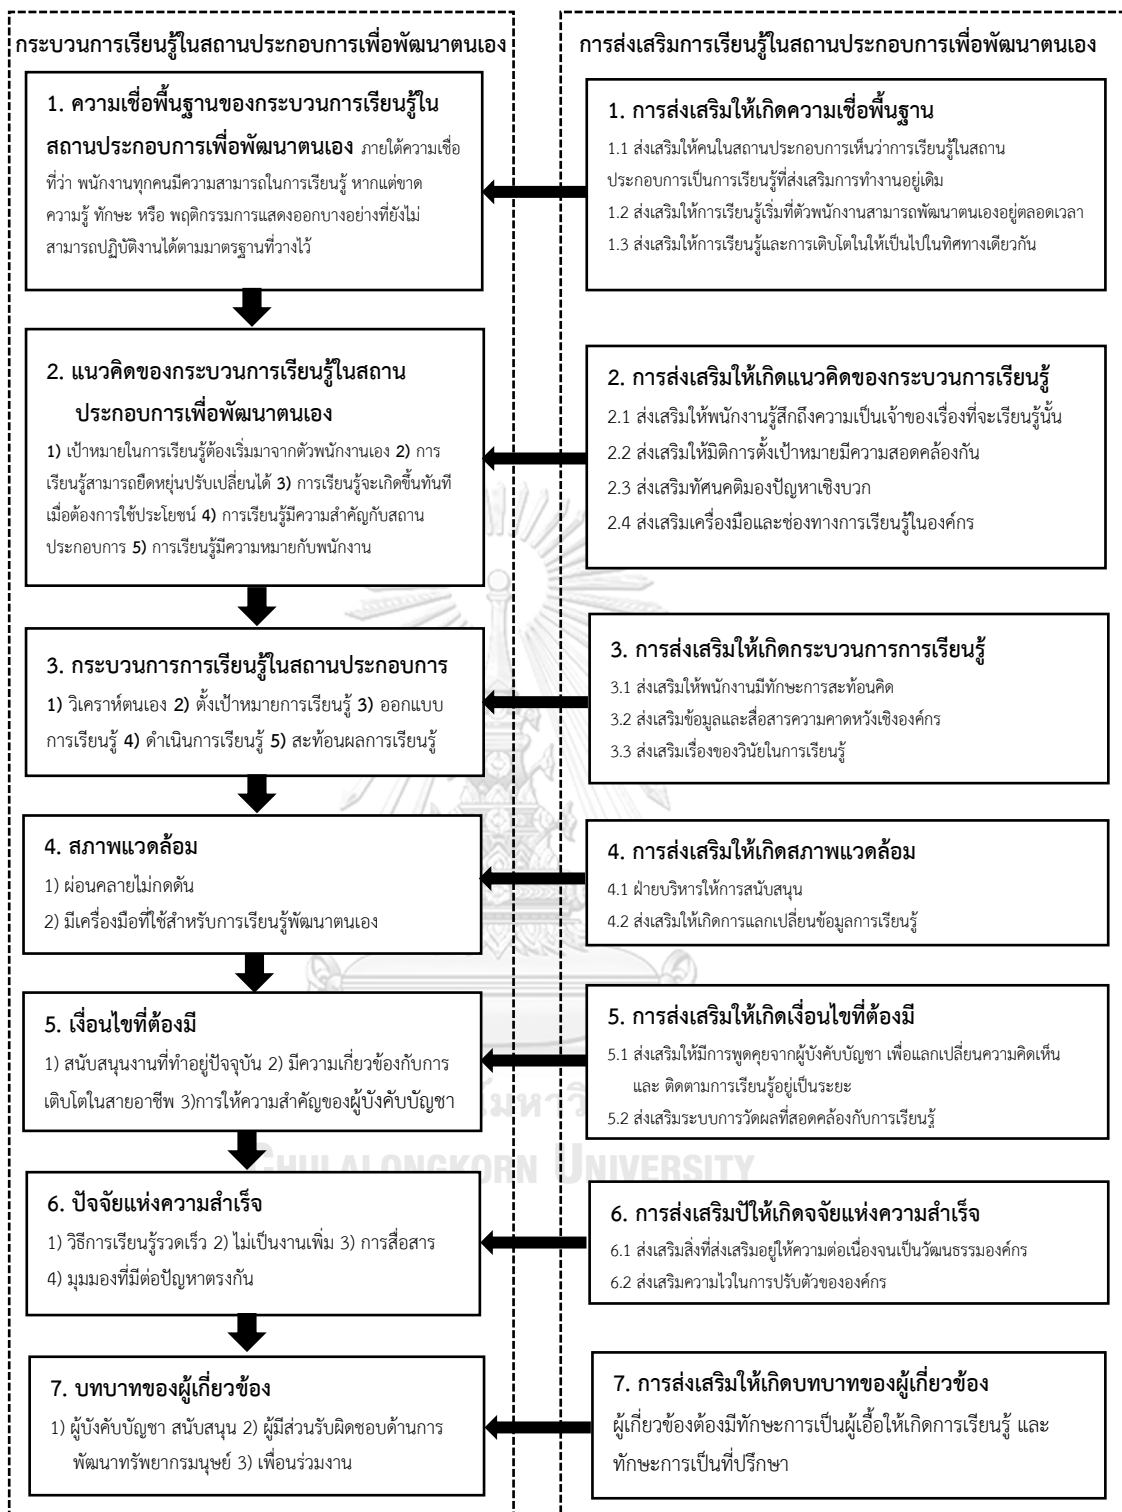 กระบวนการเรียนรู้ในสถานประกอบการเพื่อพัฒนาตนเอง
1. ความเชื่อพื้นฐานของกระบวนการเรียนรู้ใน
สถานประกอบการเพื่อพัฒนาตนเอง ภายใต้ความเชื่อ
ที่ว่า พนักงานทุกคนมีความสามารถในการเรียนรู้ หากแต่ขาด
ความรู้ ทักษะ หรือ พฤติกรรมการแสดงออกบางอย่างที่ยังไม่
สามารถปฏิบัติงานได้ตามมาตรฐานที่วางไว้
2. แนวคิดของกระบวนการเรียนรู้ในสถาน
ประกอบการเพื่อพัฒนาตนเอง
1) เป้าหมายในการเรียนรู้ต้องเริ่มมาจากตัวพนักงานเอง 2) การ
เรียนรู้สามารถยืดหยุ่นปรับเปลี่ยนได้ 3) การเรียนรู้จะเกิดขึ้นทันที
เมื่อต้องการใช้ประโยชน์ 4) การเรียนรู้มีความสำคัญกับสถาน
ประกอบการ 5) การเรียนรู้มีความหมายกับพนักงาน
3. กระบวนการการเรียนรู้ในสถานประกอบการ
1) วิเคราห์ตนเอง 2) ตั้งเป้าหมายการเรียนรู้ 3) ออกแบบ
การเรียนรู้ 4) ดำเนินการเรียนรู้ 5) สะท้อนผลการเรียนรู้
4. สภาพแวดล้อม
1) ผ่อนคลายไม่กดดัน
2) มีเครื่องมือที่ใช้สำหรับการเรียนรู้พัฒนาตนเอง
5. เงื่อนไขที่ต้องมี
1) สนับสนุนงานที่ทำอยู่ปัจจุบัน 2) มีความเกี่ยวข้องกับการ
เติบโตในสายอาชีพ 3)การให้ความสำคัญของผู้บังคับบัญชา
6. ปัจจัยแห่งความสำเร็จ
1) วิธีการเรียนรู้รวดเร็ว 2) ไม่เป็นงานเพิ่ม 3) การสื่อสาร
4) มุมมองที่มีต่อปัญหาตรงกัน
7. บทบาทของผู้เกี่ยวข้อง
1) ผู้บังคับบัญชา สนับสนุน 2) ผู้มีส่วนรับผิดชอบด้านการ
พัฒนาทรัพยากรมนุษย์ 3) เพื่อนร่วมงาน
การส่งเสริมการเรียนรู้ในสถานประกอบการเพื่อพัฒนาตนเอง
1. การส่งเสริมให้เกิดความเชื่อพื้นฐาน
1.1 ส่งเสริมให้คนในสถานประกอบการเห็นว่าการเรียนรู้ในสถาน
ประกอบการเป็นการเรียนรู้ที่ส่งเสริมการทำงานอยู่เดิม
1.2 ส่งเสริมให้การเรียนรู้เริ่มที่ตัวพนักงานสามารถพัฒนาตนเองอยู่ตลอดเวลา
1.3 ส่งเสริมให้การเรียนรู้และการเติบโตในให้เป็นไปในทิศทางเดียวกัน
2. การส่งเสริมให้เกิดแนวคิดของกระบวนการเรียนรู้
2.1 ส่งเสริมให้พนักงานรู้สึกถึงความเป็นเจ้าของเรื่องที่จะเรียนรู้นั้น
2.2 ส่งเสริมให้มิติการตั้งเป้าหมายมีความสอดคล้องกัน
2.3 ส่งเสริมทัศนคติมองปัญหาเชิงบวก
2.4 ส่งเสริมเครื่องมือและช่องทางการเรียนรู้ในองค์กร
3. การส่งเสริมให้เกิดกระบวนการการเรียนรู้
3.1 ส่งเสริมให้พนักงานมีทักษะการสะท้อนคิด
3.2 ส่งเสริมข้อมูลและสื่อสารความคาดหวังเชิงองค์กร
3.3 ส่งเสริมเรื่องของวินัยในการเรียนรู้
4. การส่งเสริมให้เกิดสภาพแวดล้อม
4.1 ฝ่ายบริหารให้การสนับสนุน
4.2 ส่งเสริมให้เกิดการแลกเปลี่ยนข้อมูลการเรียนรู้
5. การส่งเสริมให้เกิดเงื่อนไขที่ต้องมี
5.1 ส่งเสริมให้มีการพูดคุยจากผู้บังคับบัญชา เพื่อแลกเปลี่ยนความคิดเห็น
และ ติดตามการเรียนรู้อยู่เป็นระยะ
5.2 ส่งเสริมระบบการวัดผลที่สอดคล้องกับการเรียนรู้
6. การส่งเสริมปัให้เกิดจจัยแห่งความสำเร็จ
6.1 ส่งเสริมสิ่งที่ส่งเสริมอยู่ให้ความต่อเนื่องจนเป็นวัฒนธรรมองค์กร
6.2 ส่งเสริมความไวในการปรับตัวขององค์กร
7. การส่งเสริมให้เกิดบทบาทของผู้เกี่ยวข้อง
ผู้เกี่ยวข้องต้องมีทักษะการเป็นผู้เอื้อให้เกิดการเรียนรู้ และ
ทักษะการเป็นที่ปรึกษา
CHULALONGKORN UNIVERSITY